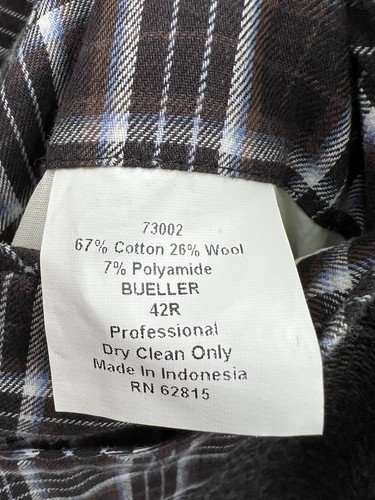 73002
67% Cotton 26% Wool
7% Polyamide
BUELLER
42R
Professional
Dry Clean Only
Made In Indonesia
RN 62815